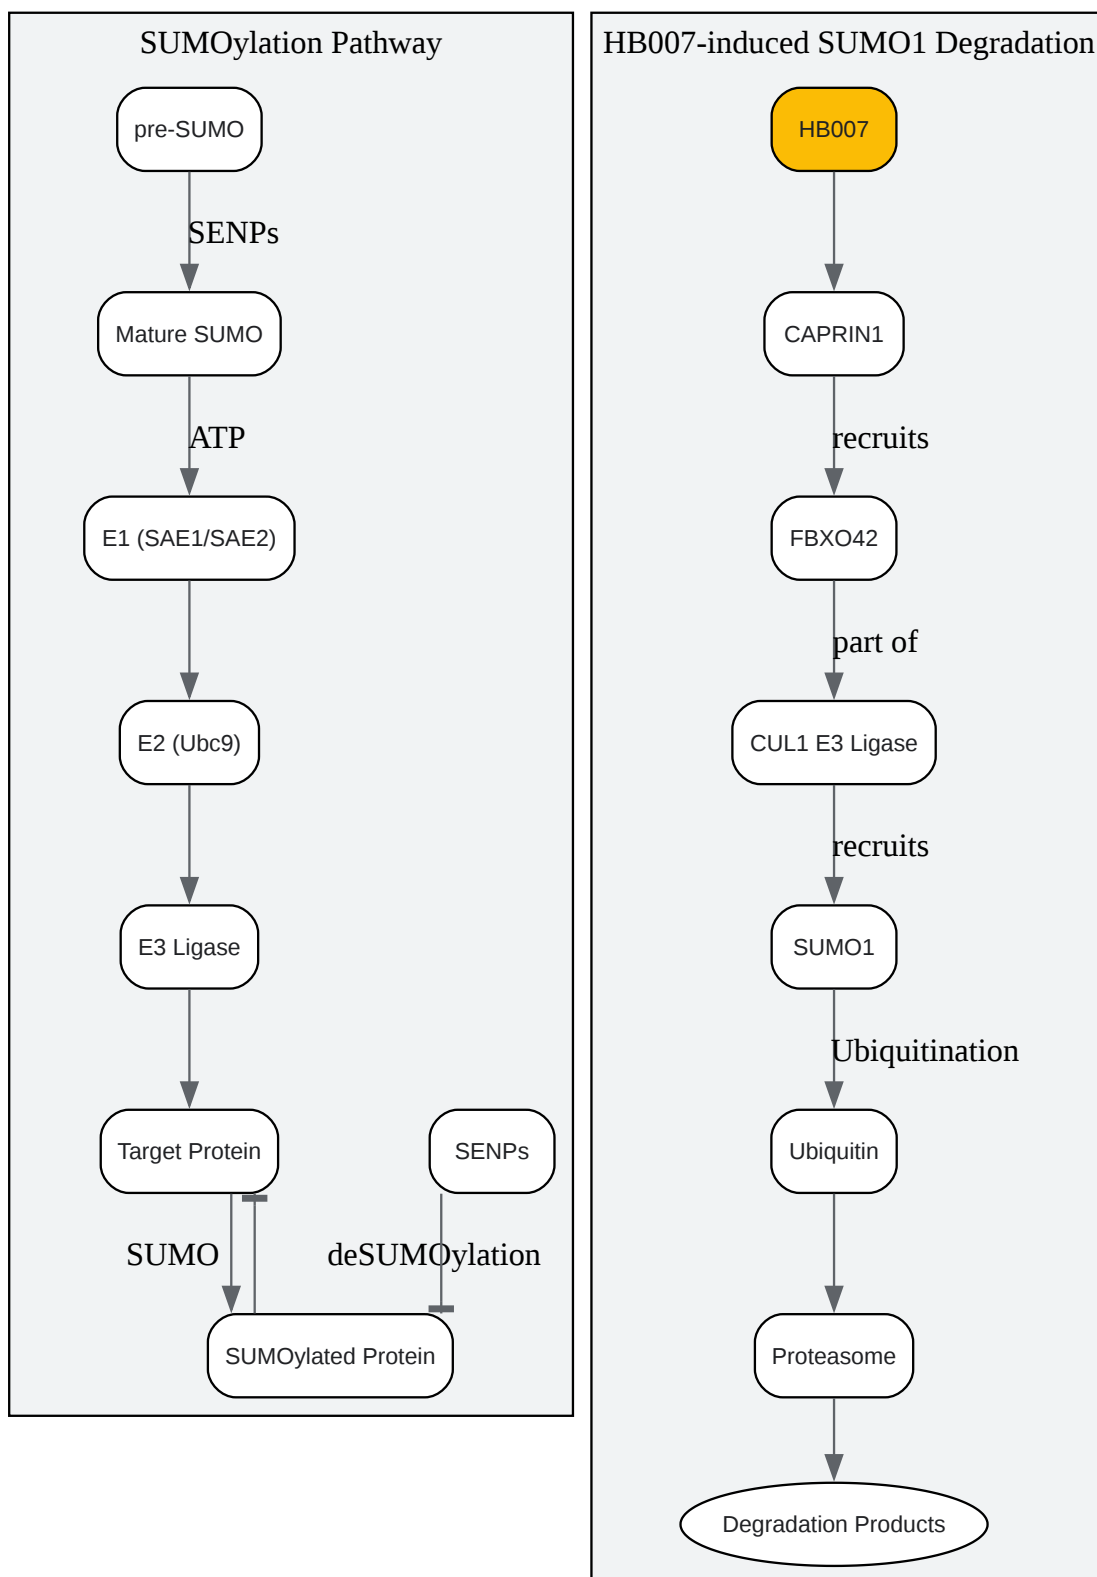 SUMOylation Pathway
pre-SUMO
SENPs
Mature SUMO
ATP
E1 (SAE1/SAE2)
E2 (Ubc9)
E3 Ligase
Target Protein
SENPs
SUMO
deSUMOylation
SUMOylated Protein
HB007-induced SUMO1 Degradation
HB007
CAPRIN1
recruits
FBXO42
part of
CUL1 E3 Ligase
recruits
SUMO1
Ubiquitination
Ubiquitin
Proteasome
Degradation Products